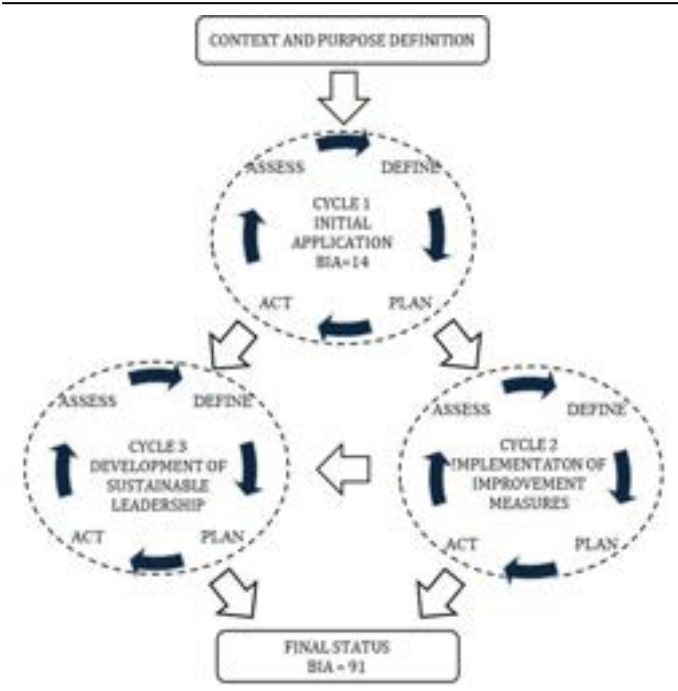 CONTEXT AND PURPOSE DEFINITION
ASSESS
DEFINE
CYCLE 1
INITIAL
APPLICATION
BIA=14
ACT
PLAN
ASSESS
DEFINE
CYCLE 3
DEVELOPMENT OF
SUSTAINABLE
LEADERSHIP
ACT
PLAN
ASSESS
DEFINE
CYCLE 2
IMPLEMENTATON OF
IMPROVEMENT
MEASURES
ACT
PLAN
FINAL STATUS
BIA = 91